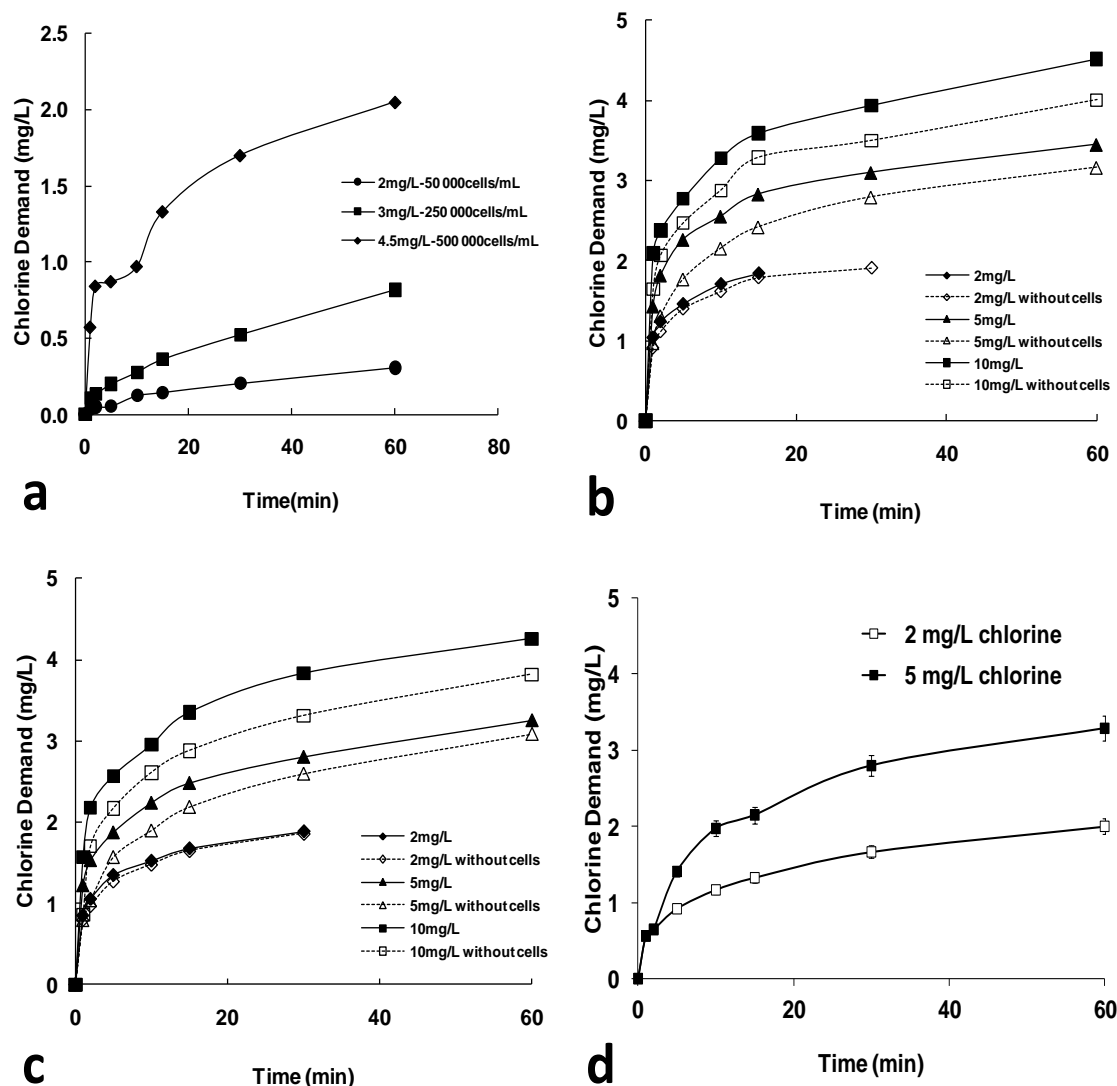 Chlorine Demand (mg/L)
2.5
2.0
1.5
1.0
0.5
0.0
2mg/L-50 000cells/mL
3mg/L-250 000cells/mL
4.5mg/L-500 000cells/mL
0 20 40 60 80
Time(min)
a
Chlorine Demand (mg/L)
5
4
3
2
1
0
2mg/L
2mg/L without cells
5mg/L
5mg/L without cells
10mg/L
10mg/L without cells
0 20 40 60
Time (min)
b
Chlorine Demand (mg/L)
5
4
3
2
1
0
2mg/L
2mg/L without cells
5mg/L
5mg/L without cells
10mg/L
10mg/L without cells
0 20 40 60
Time (min)
c
Chlorine Demand (mg/L)
5
4
3
2
1
0
2 mg/L chlorine
5 mg/L chlorine
0 20 40 60
Time (min)
d